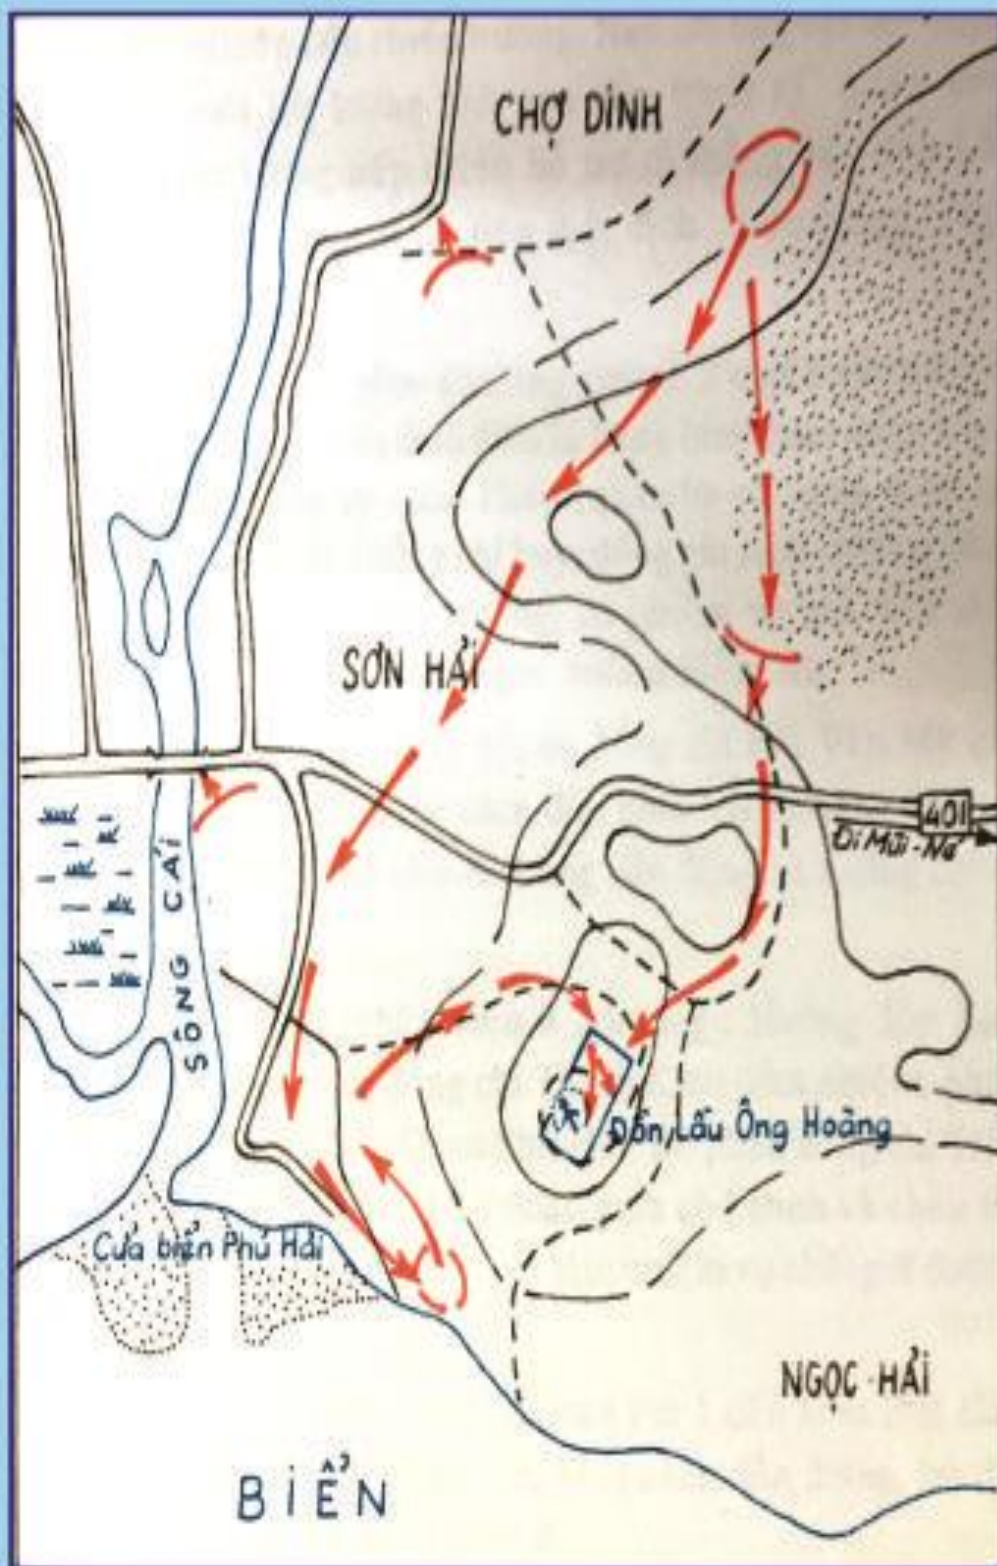 CHỢ DINH
SƠN HẢI
401
Đi Mũi-Né
SÔNG CÁI
Đồn Lầu Ông Hoàng
Cửa biển Phú Hải
NGỌC HẢI
BIỂN